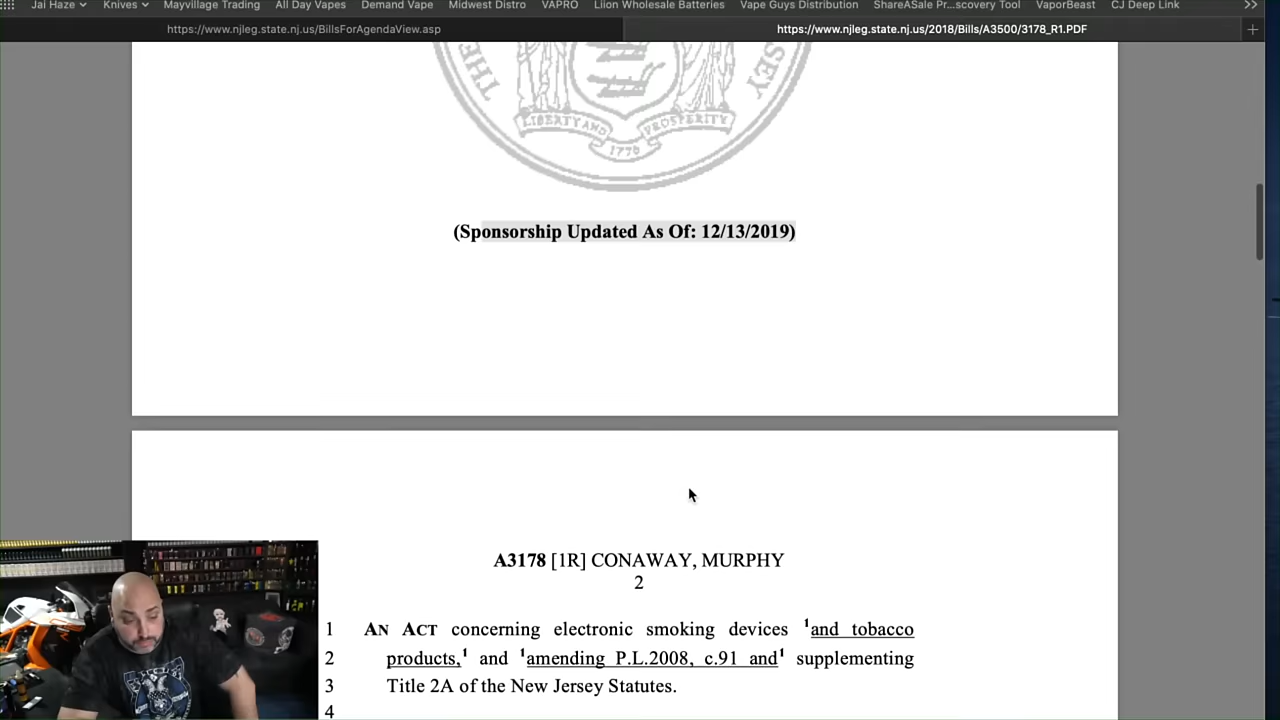 Jai Haze Knives Mayvillage Trading All Day Vapes Demand Vape Midwest Distro VAPRO Liion Wholesale Batteries Vape Guys Distribution ShareASale Pr...scovery Tool VaporBeast CJ Deep Link
https://www.njleg.state.nj.us/BillsForAgendaView.asp https://www.njleg.state.nj.us/2018/Bills/A3500/3178_R1.PDF
THE
SEY
LIBERTY AND PROSPERITY
1776
(Sponsorship Updated As Of: 12/13/2019)
A3178 [1R] CONAWAY, MURPHY
2
1 AN ACT concerning electronic smoking devices ¹and tobacco
2 products,¹ and ¹amending P.L.2008, c.91 and¹ supplementing
3 Title 2A of the New Jersey Statutes.
4